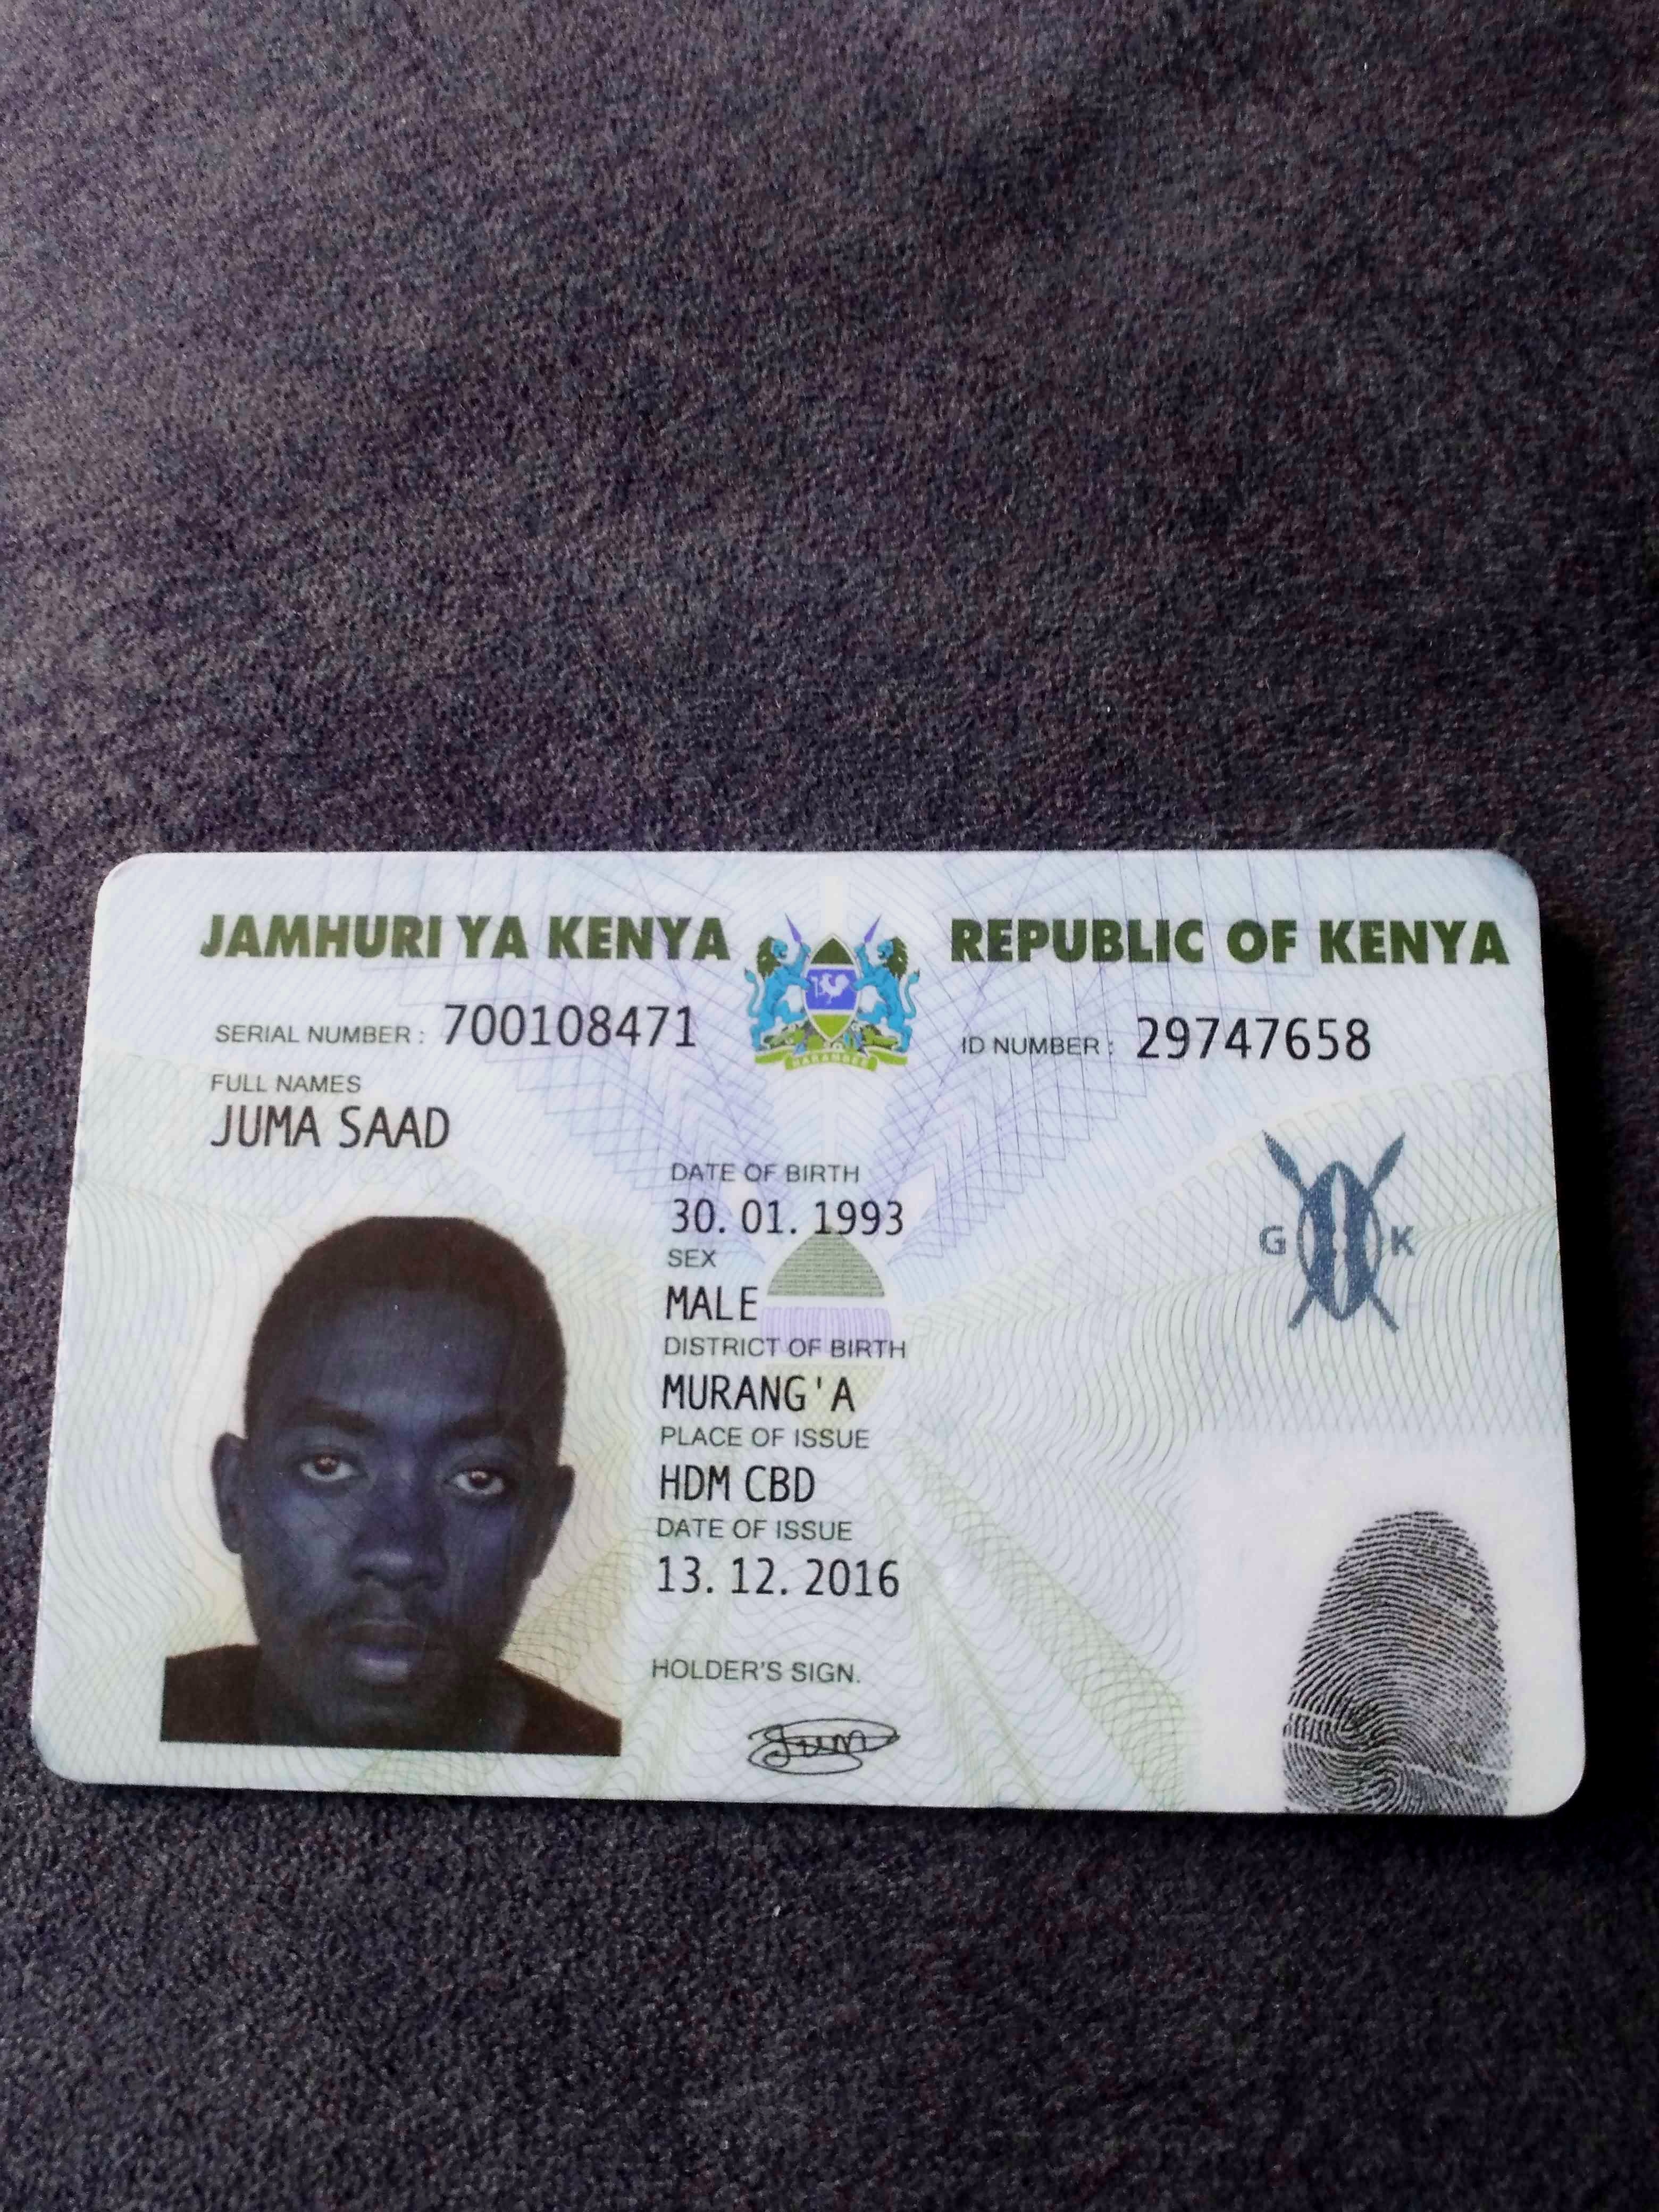 JAMHURI YA KENYA REPUBLIC OF KENYA
SERIAL NUMBER : 700108471 ID NUMBER : 29747658
FULL NAMES
JUMA SAAD
DATE OF BIRTH
30. 01. 1993
SEX
MALE
DISTRICT OF BIRTH
MURANG'A
PLACE OF ISSUE
HDM CBD
DATE OF ISSUE
13. 12. 2016
HOLDER'S SIGN.
Jum
HARAMBEE
G K